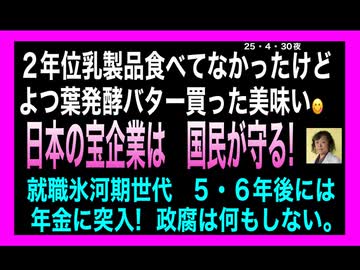 25・4・30夜
２年位乳製品食べてなかったけど
よつ葉発酵バター買った美味い😋
日本の宝企業は　国民が守る!
就職氷河期世代　５・６年後には
年金に突入!　政腐は何もしない。